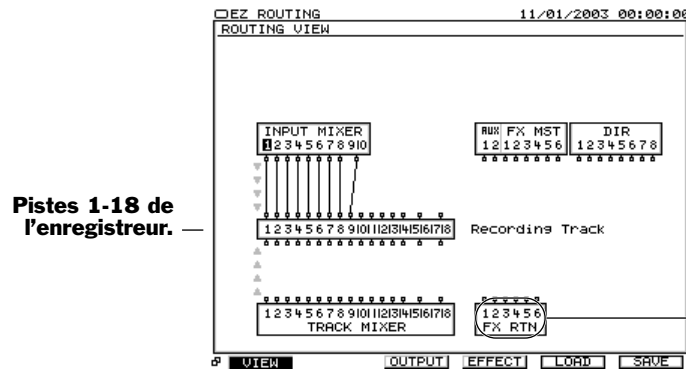 EZ ROUTING 11/01/2003 00:00:00
ROUTING VIEW
INPUT MIXER
12345678910
AUX FX MST DIR
12 123456 12345678
Pistes 1-18 de
l'enregistreur.
123456789101112131415161718 Recording Track
123456789101112131415161718
TRACK MIXER
123456
FX RTN
VIEW OUTPUT EFFECT LOAD SAVE